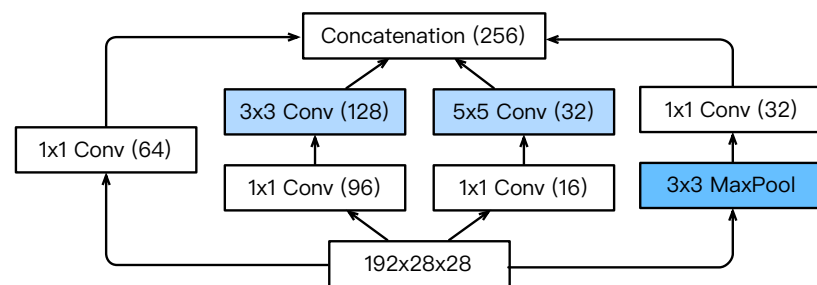 Concatenation (256)
3x3 Conv (128)
5x5 Conv (32)
1x1 Conv (32)
1x1 Conv (64)
1x1 Conv (96)
1x1 Conv (16)
3x3 MaxPool
192x28x28